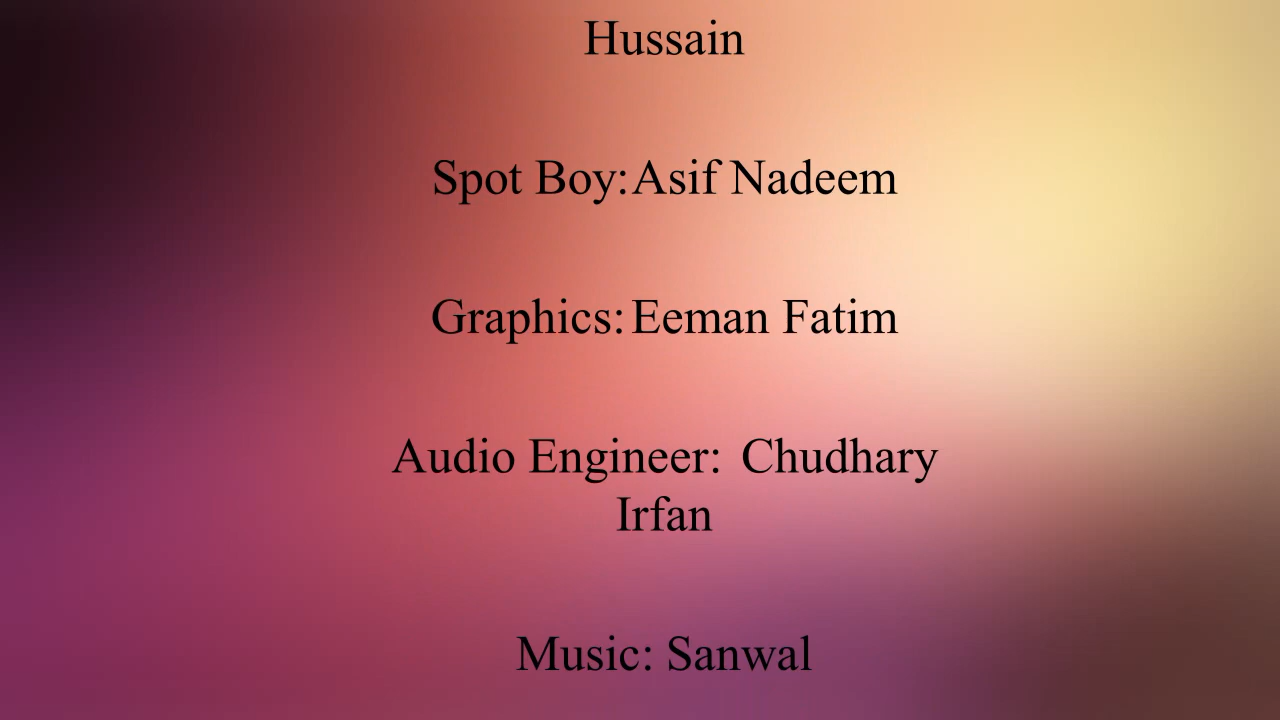 Hussain
Spot Boy: Asif Nadeem
Graphics: Eeman Fatim
Audio Engineer: Chudhary
Irfan
Music: Sanwal